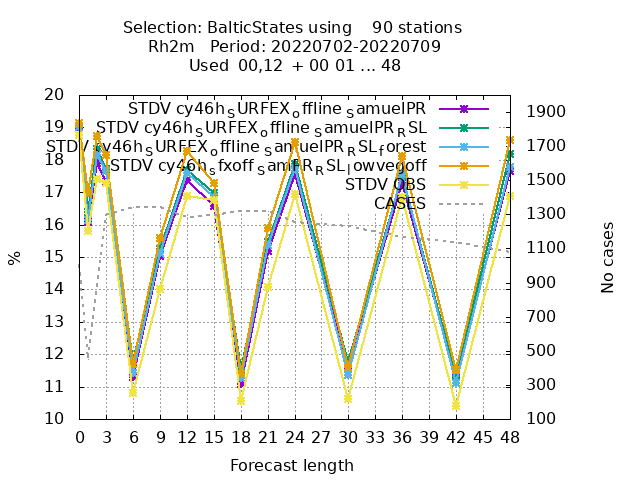 Selection: BalticStates using 90 stations
Rh2m Period: 20220702-20220709
Used 00,12 + 00 01 ... 48
20
19
18
17
16
15
14
13
12
11
10
%
STDV cy46h_SURFEX_offline_SamuelPR
STDV cy46h_SURFEX_offline_SamuelPR_RSL
STDV cy46h_SURFEX_offline_SamuelPR_RSL_forest
STDV cy46h_sfxoff_SamPR_RSL_lowvegoff
STDV OBS
CASES
1900
1700
1500
1300
1100
900
700
500
300
100
No cases
0 3 6 9 12 15 18 21 24 27 30 33 36 39 42 45 48
Forecast length